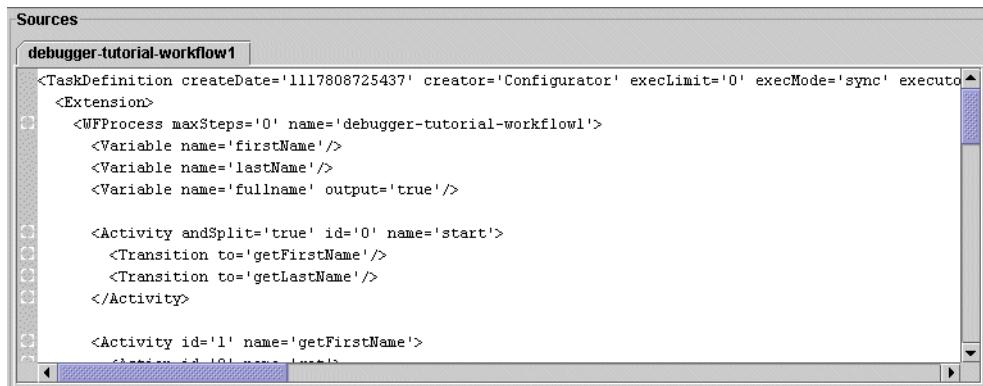 Sources
debugger-tutorial-workflow1
<TaskDefinition createDate='1117808725437' creator='Configurator' execLimit='0' execMode='sync' executo
<Extension>
<WFProcess maxSteps='0' name='debugger-tutorial-workflow1'>
<Variable name='firstName'/>
<Variable name='lastName'/>
<Variable name='fullname' output='true'/>
<Activity andSplit='true' id='0' name='start'>
<Transition to='getFirstName'/>
<Transition to='getLastName'/>
</Activity>
<Activity id='1' name='getFirstName'>